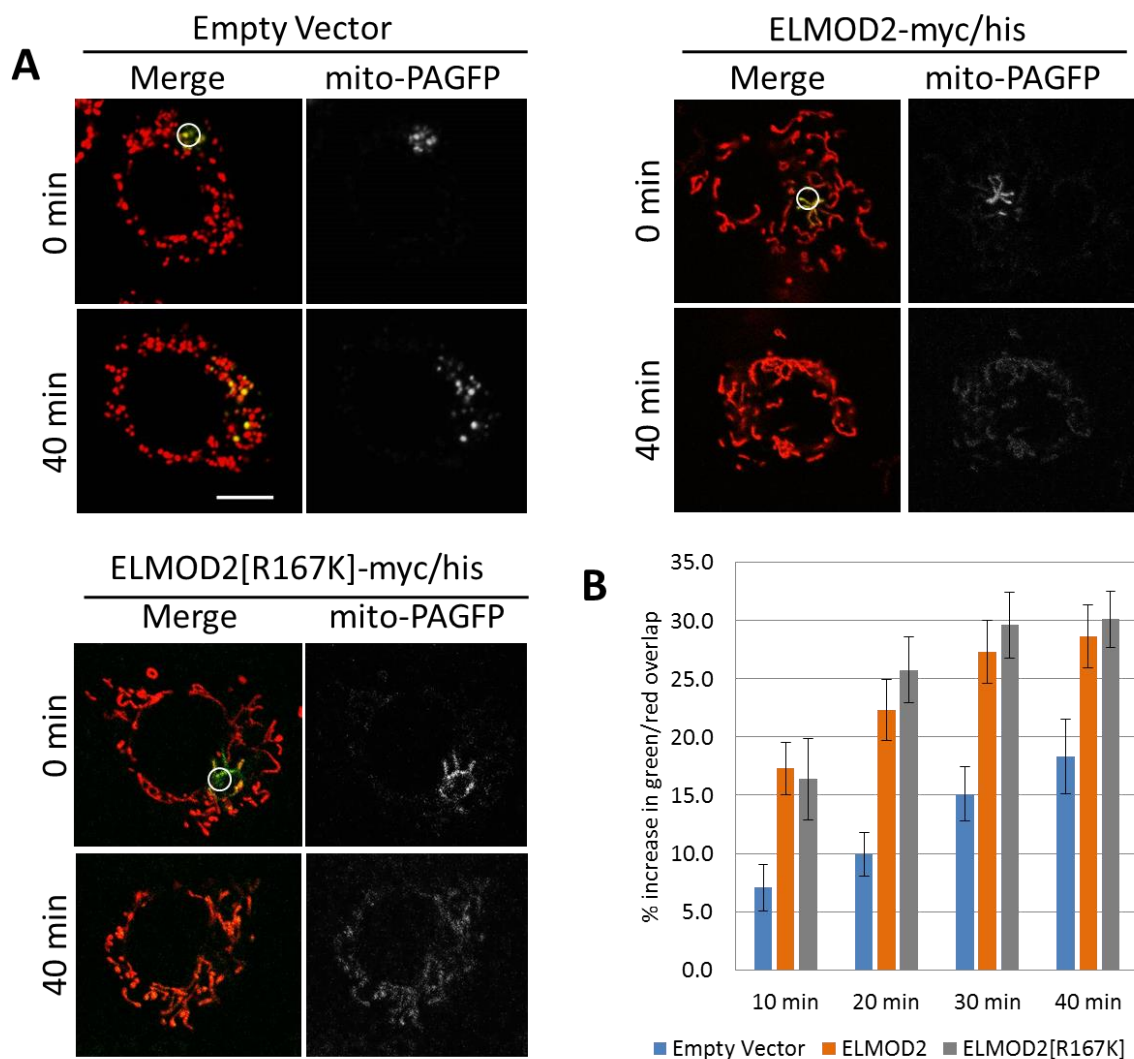 A
Empty Vector
Merge
mito-PAGFP
0 min
40 min
ELMOD2-myc/his
Merge
mito-PAGFP
0 min
40 min
ELMOD2[R167K]-myc/his
Merge
mito-PAGFP
0 min
40 min
B
% increase in green/red overlap
35.0
30.0
25.0
20.0
15.0
10.0
5.0
0.0
10 min
20 min
30 min
40 min
Empty Vector
ELMOD2
ELMOD2[R167K]